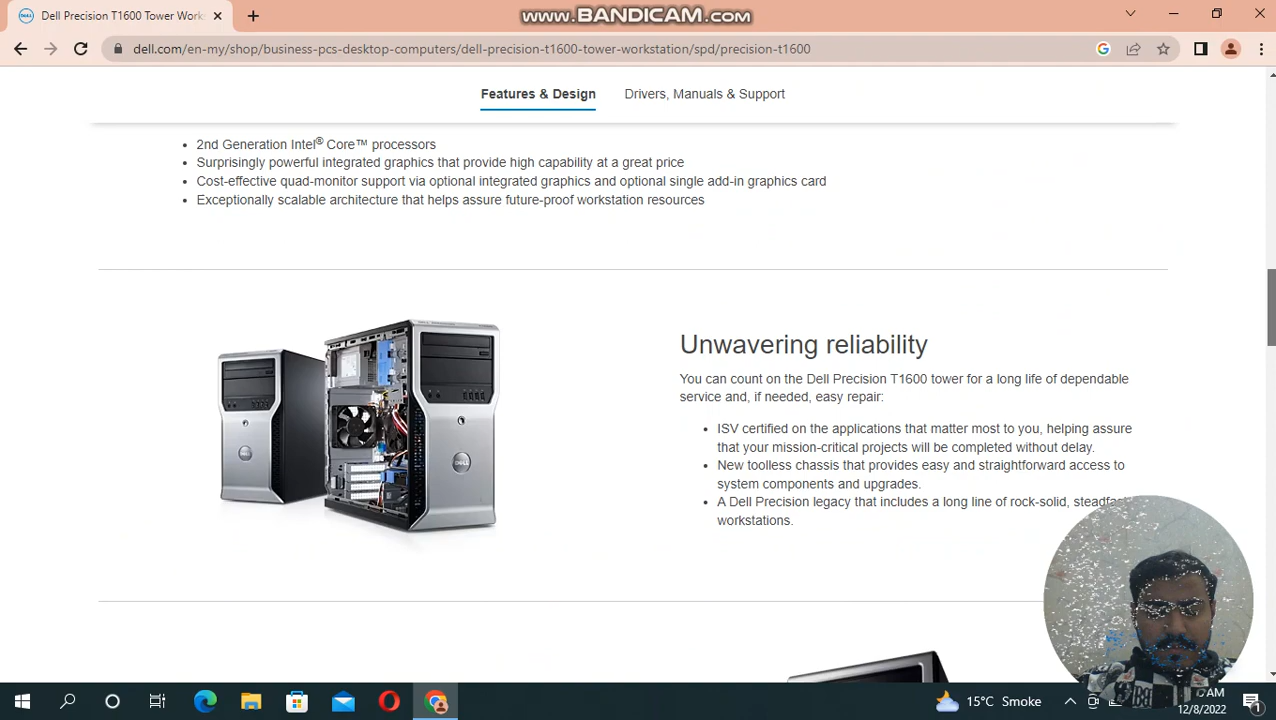 www.BANDICAM.com
Dell Precision T1600 Tower Work
dell.com/en-my/shop/business-pcs-desktop-computers/dell-precision-t1600-tower-workstation/spd/precision-t1600
Features & Design
Drivers, Manuals & Support
2nd Generation Intel® Core™ processors
Surprisingly powerful integrated graphics that provide high capability at a great price
Cost-effective quad-monitor support via optional integrated graphics and optional single add-in graphics card
Exceptionally scalable architecture that helps assure future-proof workstation resources
Unwavering reliability
You can count on the Dell Precision T1600 tower for a long life of dependable
service and, if needed, easy repair:
ISV certified on the applications that matter most to you, helping assure
that your mission-critical projects will be completed without delay.
New toolless chassis that provides easy and straightforward access to
system components and upgrades.
A Dell Precision legacy that includes a long line of rock-solid, steadfast
workstations.
DELL
DELL
15°C Smoke
AM
12/8/2022
1